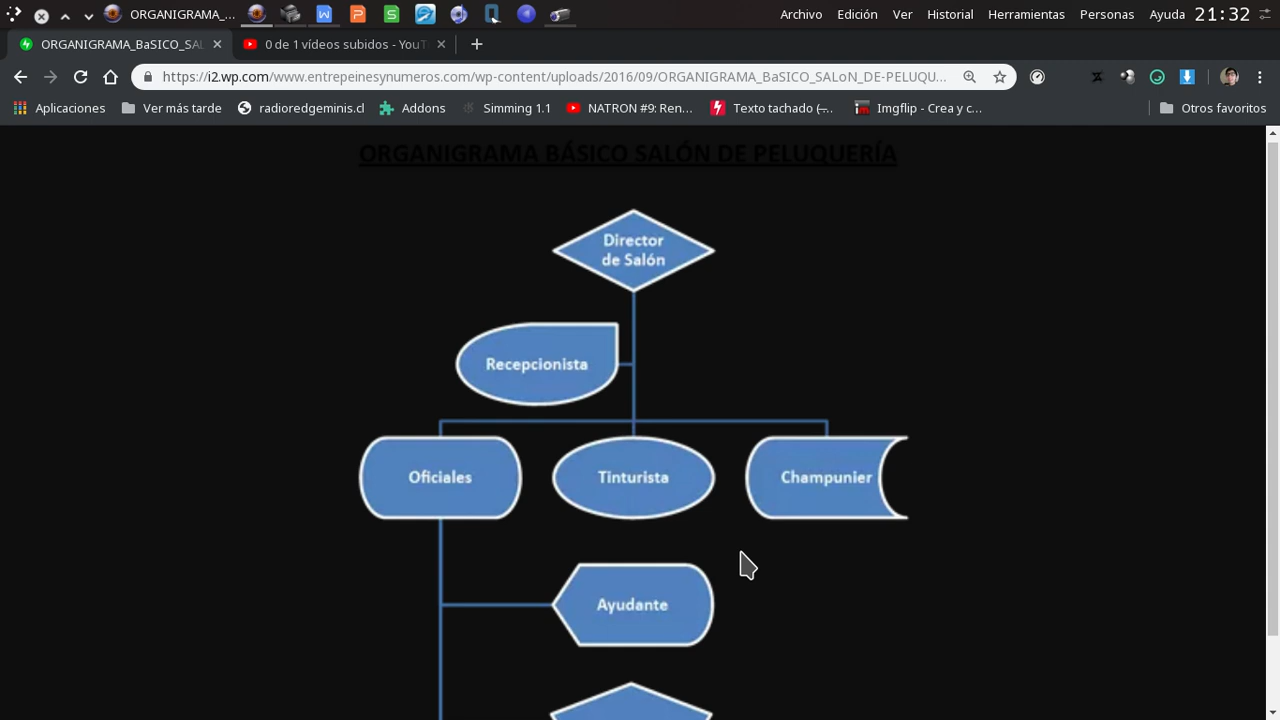 ORGANIGRAMA_...
Archivo Edición Ver Historial Herramientas Personas Ayuda 21:32
ORGANIGRAMA_BaSICO_SAL
0 de 1 vídeos subidos - YouT
https://i2.wp.com/www.entrepeinesynumeros.com/wp-content/uploads/2016/09/ORGANIGRAMA_BaSICO_SALoN_DE-PELUQU...
Aplicaciones Ver más tarde radioredgeminis.cl Addons Simming 1.1 NATRON #9: Ren... Texto tachado (-... Imgflip - Crea y c... Otros favoritos
ORGANIGRAMA BÁSICO SALÓN DE PELUQUERÍA
Director
de Salón
Recepcionista
Oficiales
Tinturista
Champunier
Ayudante